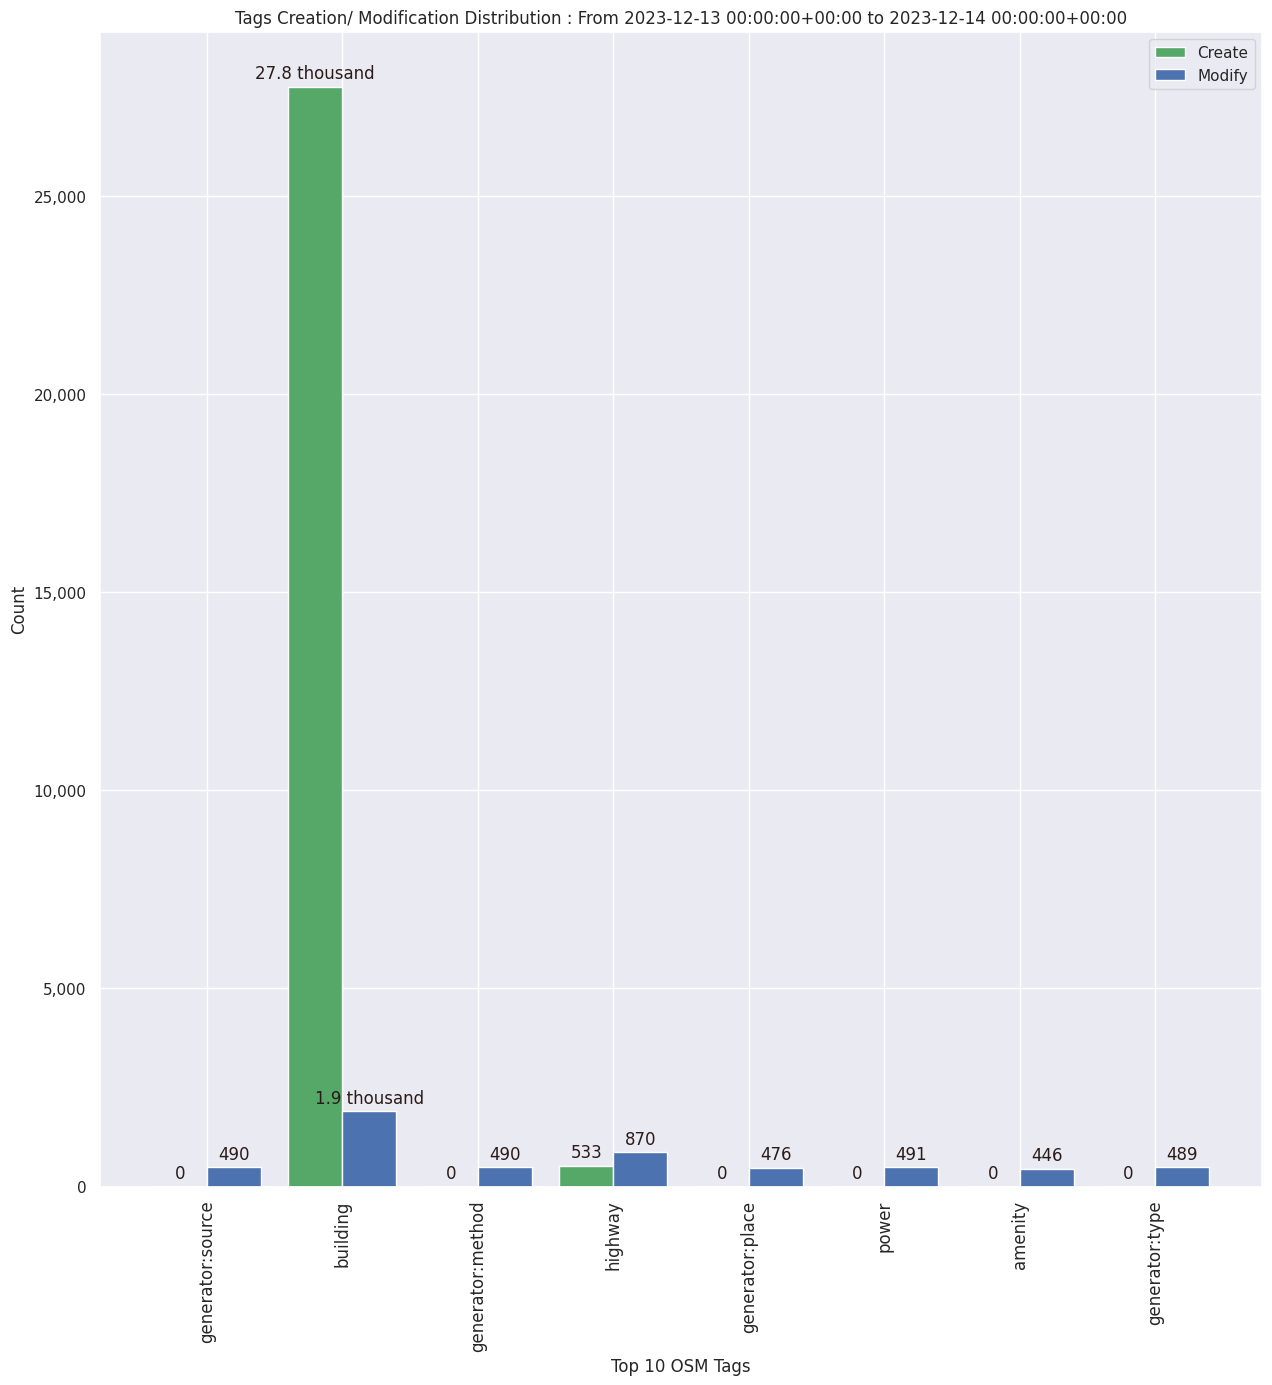 Tags Creation/ Modification Distribution : From 2023-12-13 00:00:00+00:00 to 2023-12-14 00:00:00+00:00
Create
Modify
27.8 thousand
25,000
20,000
15,000
Count
10,000
5,000
1.9 thousand
0 490 0 490 533 870 0 476 0 491 0 446 0 489
0
generator:source
building
generator:method
highway
generator:place
power
amenity
generator:type
Top 10 OSM Tags